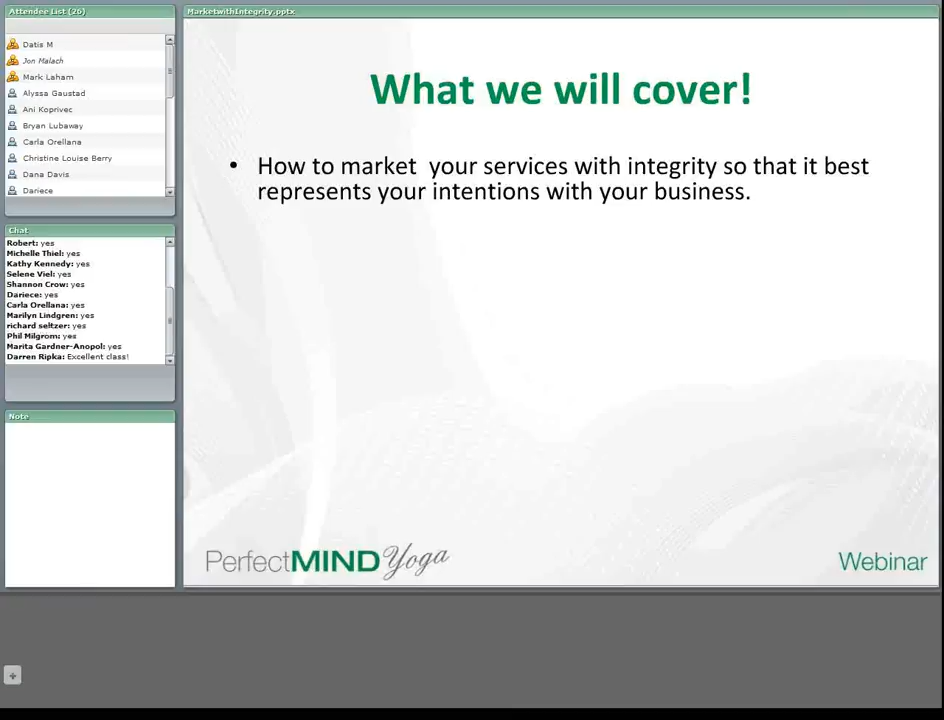 Attendee List (26)
Datis M
Jon Malach
Mark Laham
Alyssa Gaustad
Ani Koprivec
Bryan Lubaway
Carla Orellana
Christine Louise Berry
Dana Davis
Dariece
Chat
Robert: yes
Michelle Thiel: yes
Kathy Kennedy: yes
Selene Viel: yes
Shannon Crow: yes
Dariece: yes
Carla Orellana: yes
Marilyn Lindgren: yes
richard seltzer: yes
Phil Milgrom: yes
Marita Gardner-Anopol: yes
Darren Ripka: Excellent class!
Note
MarketwithIntegrity.pptx
What we will cover!
• How to market  your services with integrity so that it best
represents your intentions with your business.
PerfectMIND Yoga
Webinar